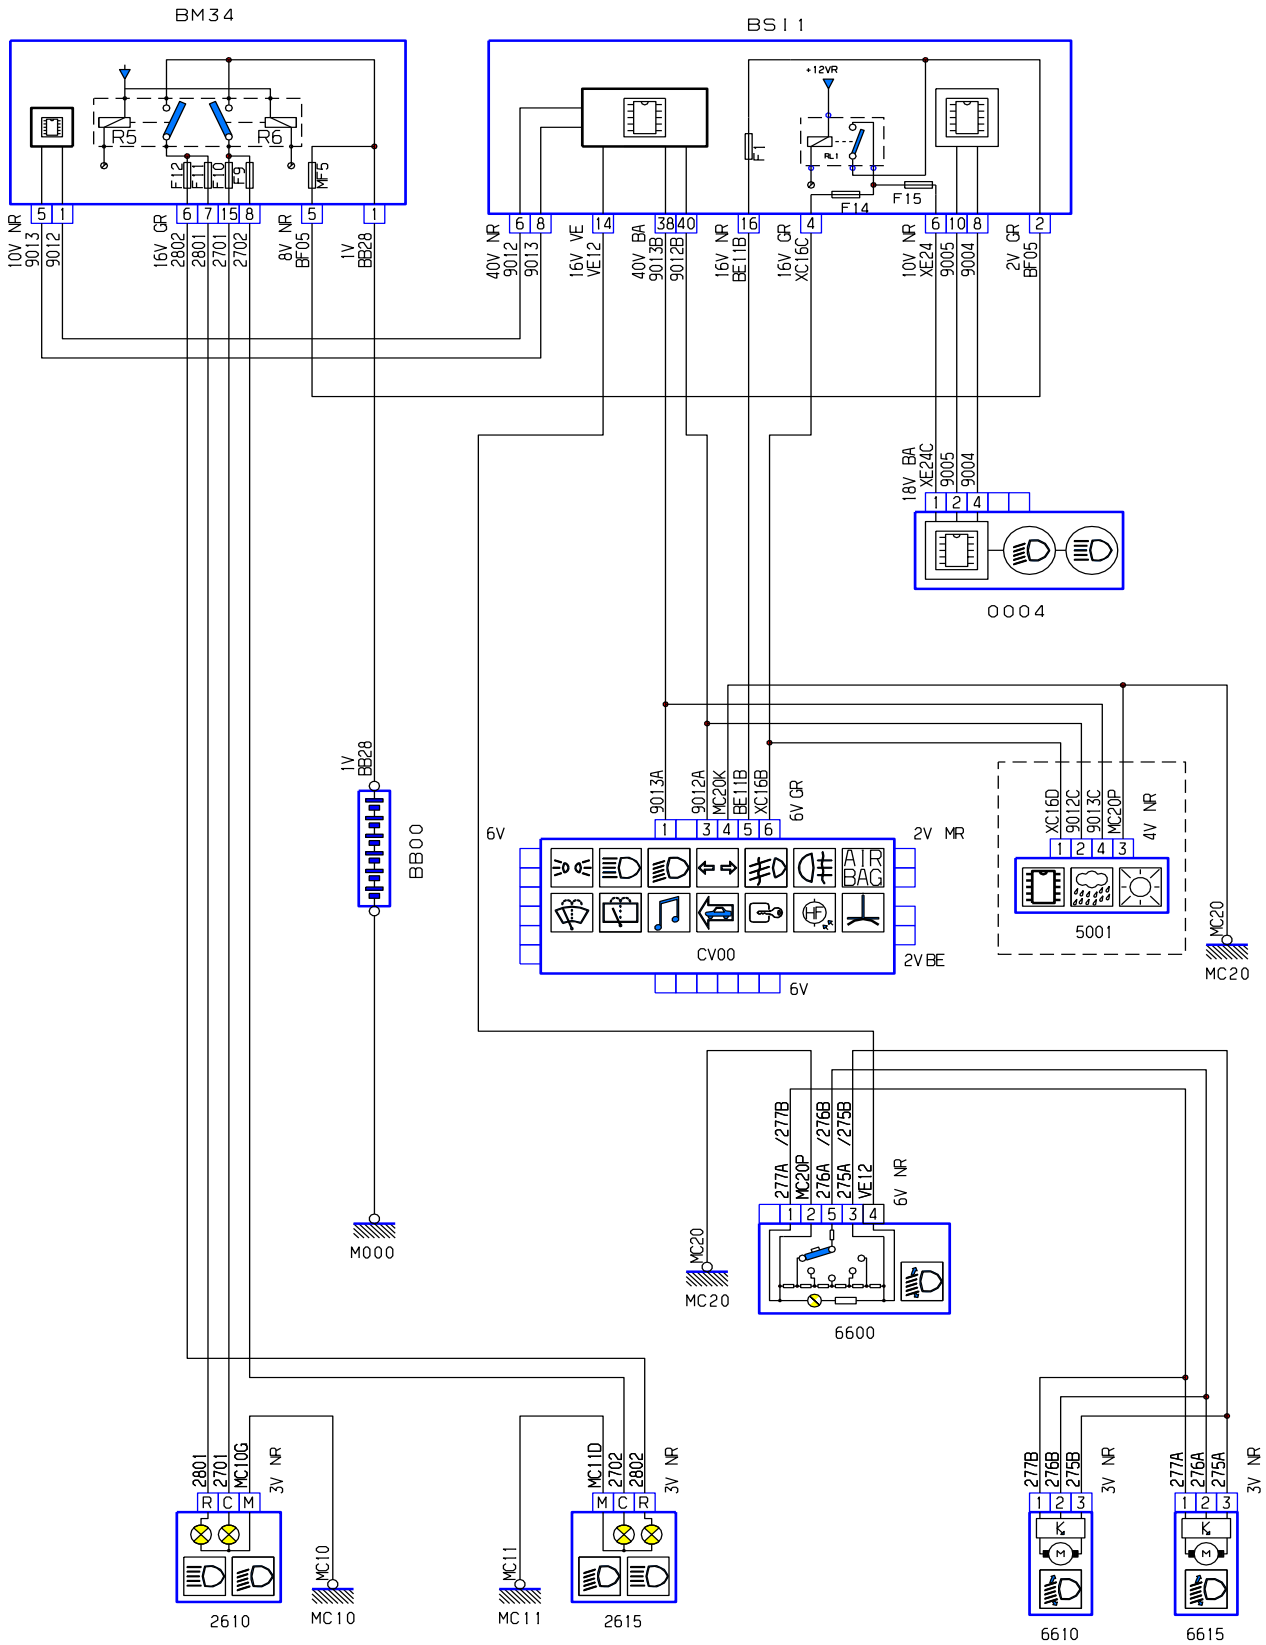 BM34
BSI1
+12VR
R5
R6
RL1
F12
F11
F10
F9
MF5
F1
F14
F15
5 1
6 7 15 8
5
1
6 8
14
38 40
16
4
6 10 8
2
10V NR
9013
9012
16V GR
2802
2801
2701
2702
8V NR
BF05
1V
BB28
40V NR
9012
9013
16V VE
VE12
40V BA
9013B
9012B
16V NR
BE11B
16V GR
XC16C
10V NR
XE24
9005
9004
2V GR
BF05
18V BA
XE24C
9005
9004
1 2 4
0004
1V
BB28
BB00
M000
9013A
9012A
MC20K
BE11B
XC16B
6V GR
1 3 4 5 6
6V
2V MR
AIR
BAG
HF
CV00
2V BE
6V
XC16D
9012C
9013C
MC20P
4V NR
1 2 4 3
5001
MC20
MC20
277A /277B
MC20P
276A /276B
275A /275B
VE12
6V NR
1 2 5 3 4
6600
MC20
MC20
2801
2701
MC10G
3V NR
R C M
2610
MC10
MC10
MC11
MC11
MC11D
2702
2802
3V NR
M C R
2615
277B
276B
275B
3V NR
1 2 3
K
M
6610
277A
276A
275A
3V NR
1 2 3
K
M
6615